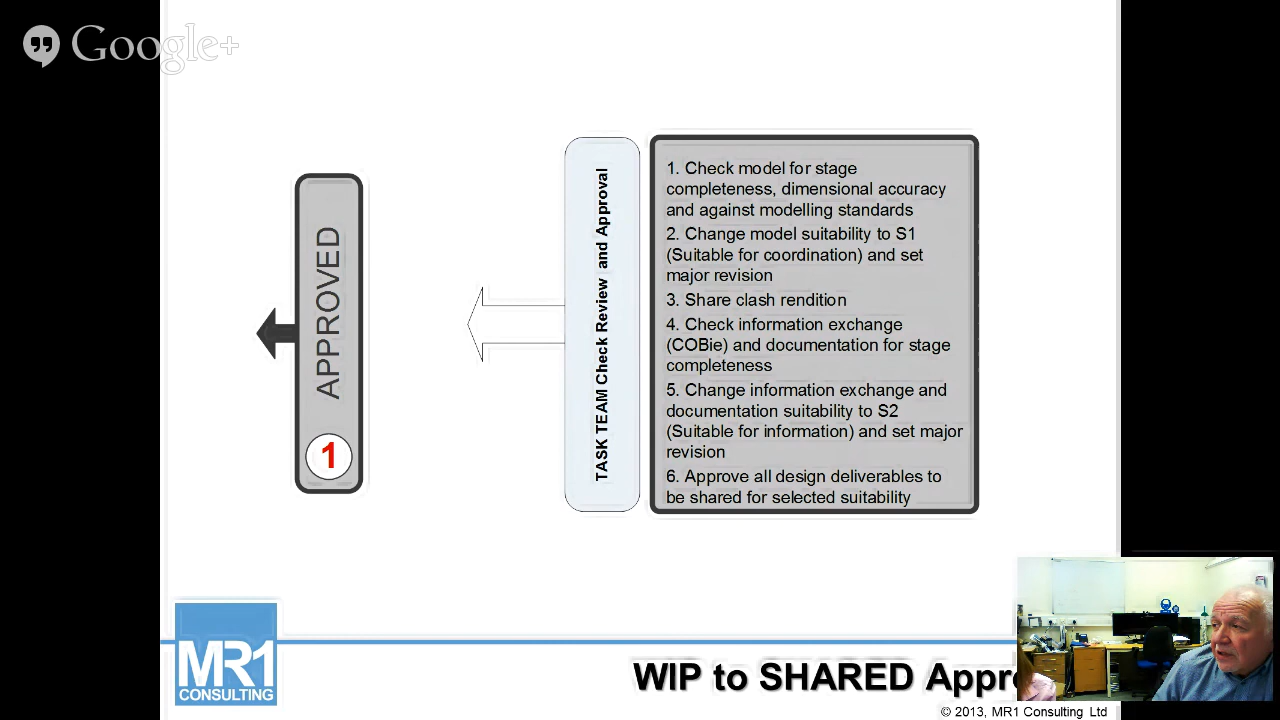 Google+
1. Check model for stage
completeness, dimensional accuracy
and against modelling standards
2. Change model suitability to S1
(Suitable for coordination) and set
major revision
3. Share clash rendition
4. Check information exchange
(COBie) and documentation for stage
completeness
5. Change information exchange and
documentation suitability to S2
(Suitable for information) and set major
revision
6. Approve all design deliverables to
be shared for selected suitability
TASK TEAM Check Review and Approval
APPROVED
1
MR1
CONSULTING
WIP to SHARED Appr
© 2013, MR1 Consulting Ltd